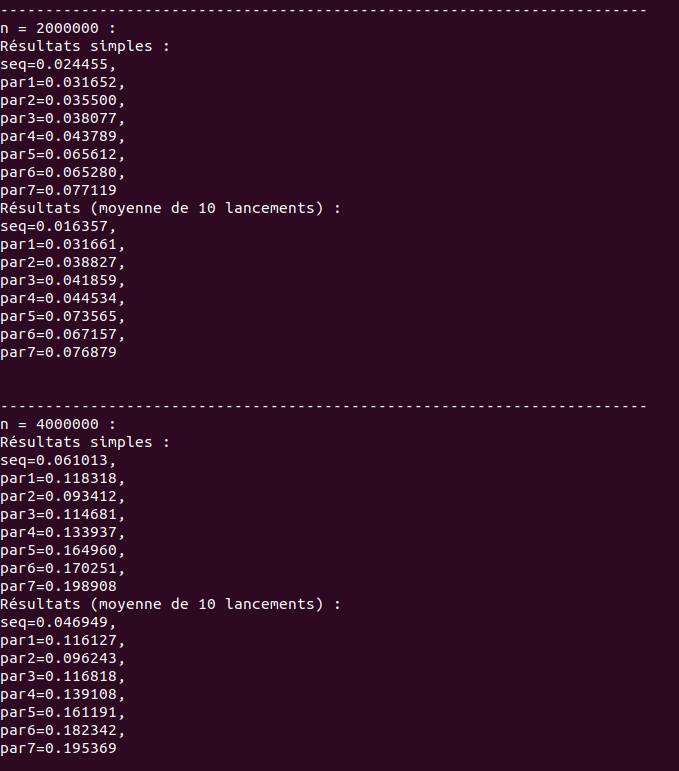 ------------------------------------------------------------------------
n = 2000000 :
Résultats simples :
seq=0.024455,
par1=0.031652,
par2=0.035500,
par3=0.038077,
par4=0.043789,
par5=0.065612,
par6=0.065280,
par7=0.077119
Résultats (moyenne de 10 lancements) :
seq=0.016357,
par1=0.031661,
par2=0.038827,
par3=0.041859,
par4=0.044534,
par5=0.073565,
par6=0.067157,
par7=0.076879
------------------------------------------------------------------------
n = 4000000 :
Résultats simples :
seq=0.061013,
par1=0.118318,
par2=0.093412,
par3=0.114681,
par4=0.133937,
par5=0.164960,
par6=0.170251,
par7=0.198908
Résultats (moyenne de 10 lancements) :
seq=0.046949,
par1=0.116127,
par2=0.096243,
par3=0.116818,
par4=0.139108,
par5=0.161191,
par6=0.182342,
par7=0.195369